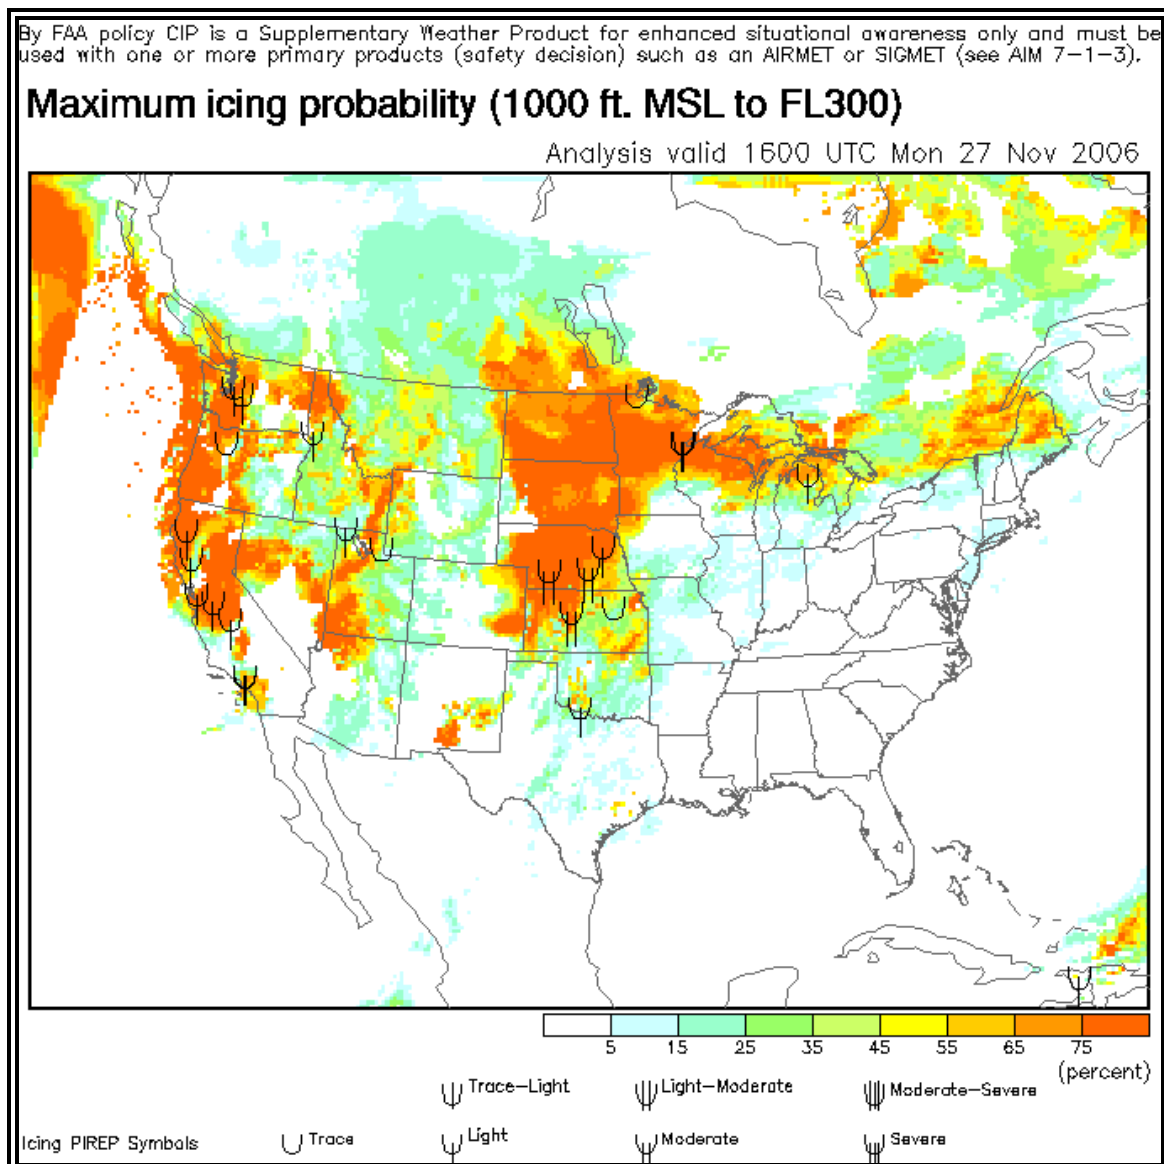 By FAA policy CIP is a Supplementary Weather Product for enhanced situational awareness only and must be
used with one or more primary products (safety decision) such as an AIRMET or SIGMET (see AIM 7-1-3).
Maximum icing probability (1000 ft. MSL to FL300)
Analysis valid 1600 UTC Mon 27 Nov 2006
5 15 25 35 45 55 65 75
(percent)
Trace-Light Light-Moderate Moderate-Severe
Icing PIREP Symbols Trace Light Moderate Severe